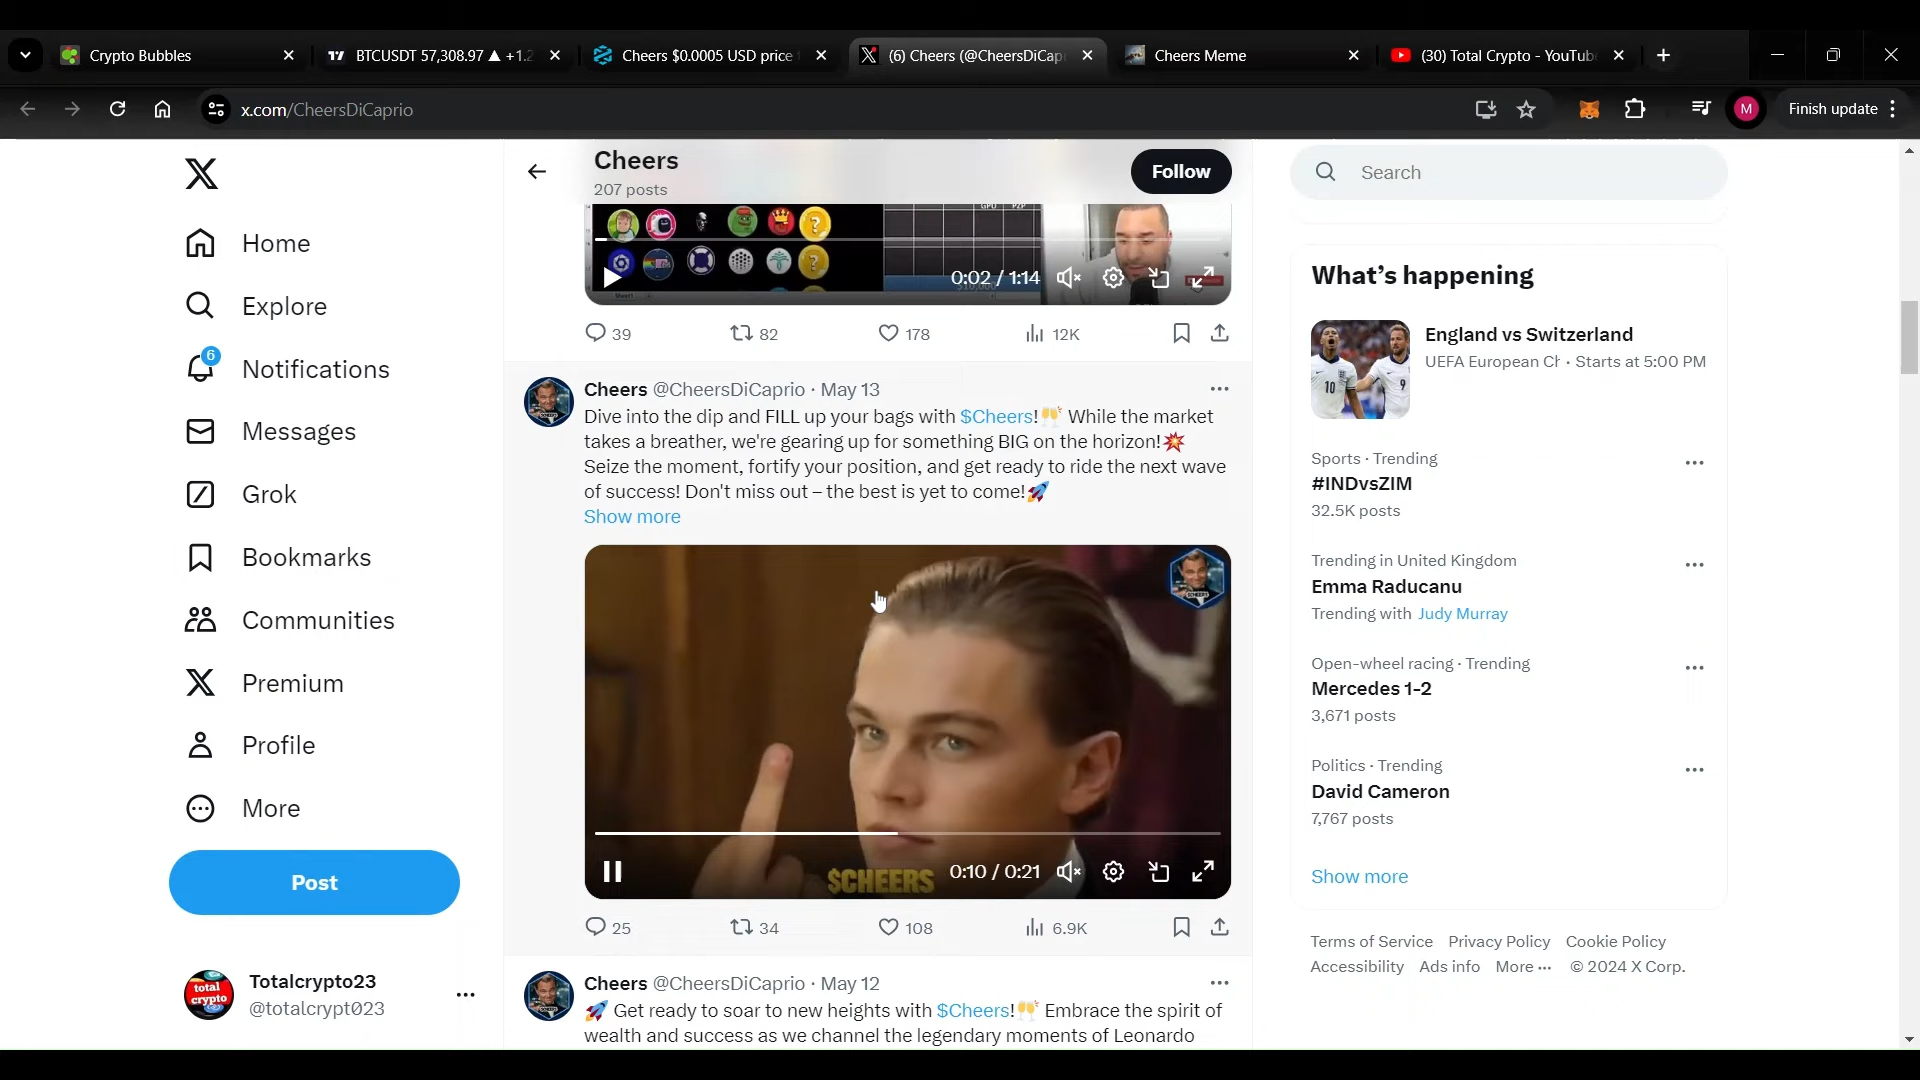 Crypto Bubbles
BTCUSDT 57,308.97 ▲ +1.2
Cheers $0.0005 USD price
(6) Cheers (@CheersDiCap
Cheers Meme
(30) Total Crypto - YouTub
x.com/CheersDiCaprio
M
Finish update
Home
Explore
6
Notifications
Messages
Grok
Bookmarks
Communities
Premium
Profile
More
Post
total
crypto
Totalcrypto23
@totalcrypt023
Cheers
207 posts
Follow
0:02 / 1:14
39
82
178
12K
Cheers @CheersDiCaprio · May 13
Dive into the dip and FILL up your bags with $Cheers!🥂 While the market
takes a breather, we're gearing up for something BIG on the horizon!💥
Seize the moment, fortify your position, and get ready to ride the next wave
of success! Don't miss out – the best is yet to come!🚀
Show more
$CHEERS
0:10 / 0:21
25
34
108
6.9K
Cheers @CheersDiCaprio · May 12
🚀 Get ready to soar to new heights with $Cheers!🥂 Embrace the spirit of
wealth and success as we channel the legendary moments of Leonardo
Search
What's happening
England vs Switzerland
UEFA European Ch · Starts at 5:00 PM
Sports · Trending
#INDvsZIM
32.5K posts
Trending in United Kingdom
Emma Raducanu
Trending with Judy Murray
Open-wheel racing · Trending
Mercedes 1-2
3,671 posts
Politics · Trending
David Cameron
7,767 posts
Show more
Terms of Service Privacy Policy Cookie Policy
Accessibility Ads info More ··· © 2024 X Corp.